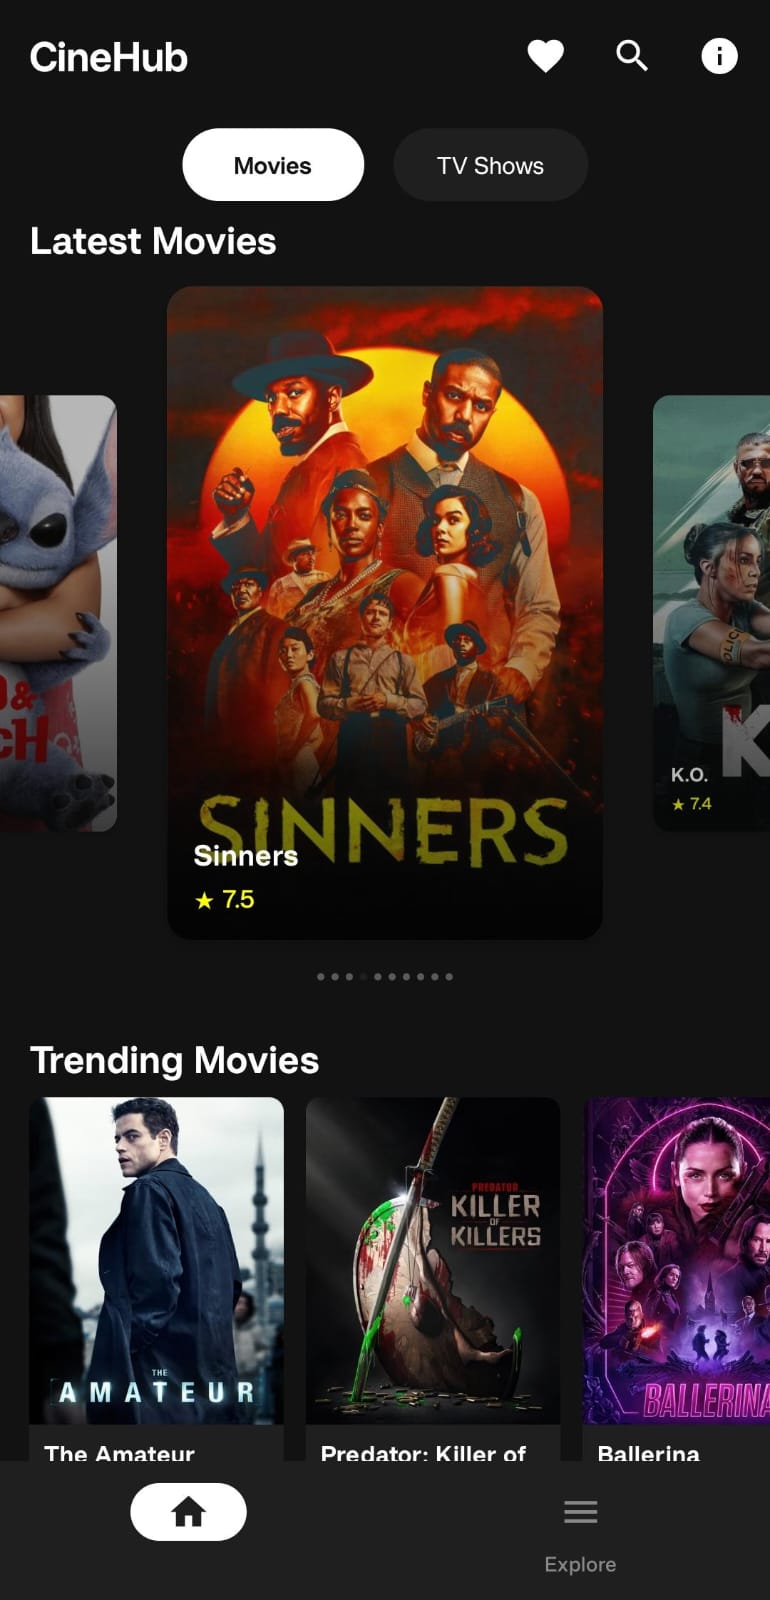 CineHub
Movies
TV Shows
Latest Movies
SINNERS
Sinners
★ 7.5
&
CH
POLIC
K
K.O.
★ 7.4
Trending Movies
THE
AMATEUR
The Amateur
PREDATOR
KILLER
OF
KILLERS
Predator: Killer of
BALLERINA
Ballerina
Explore